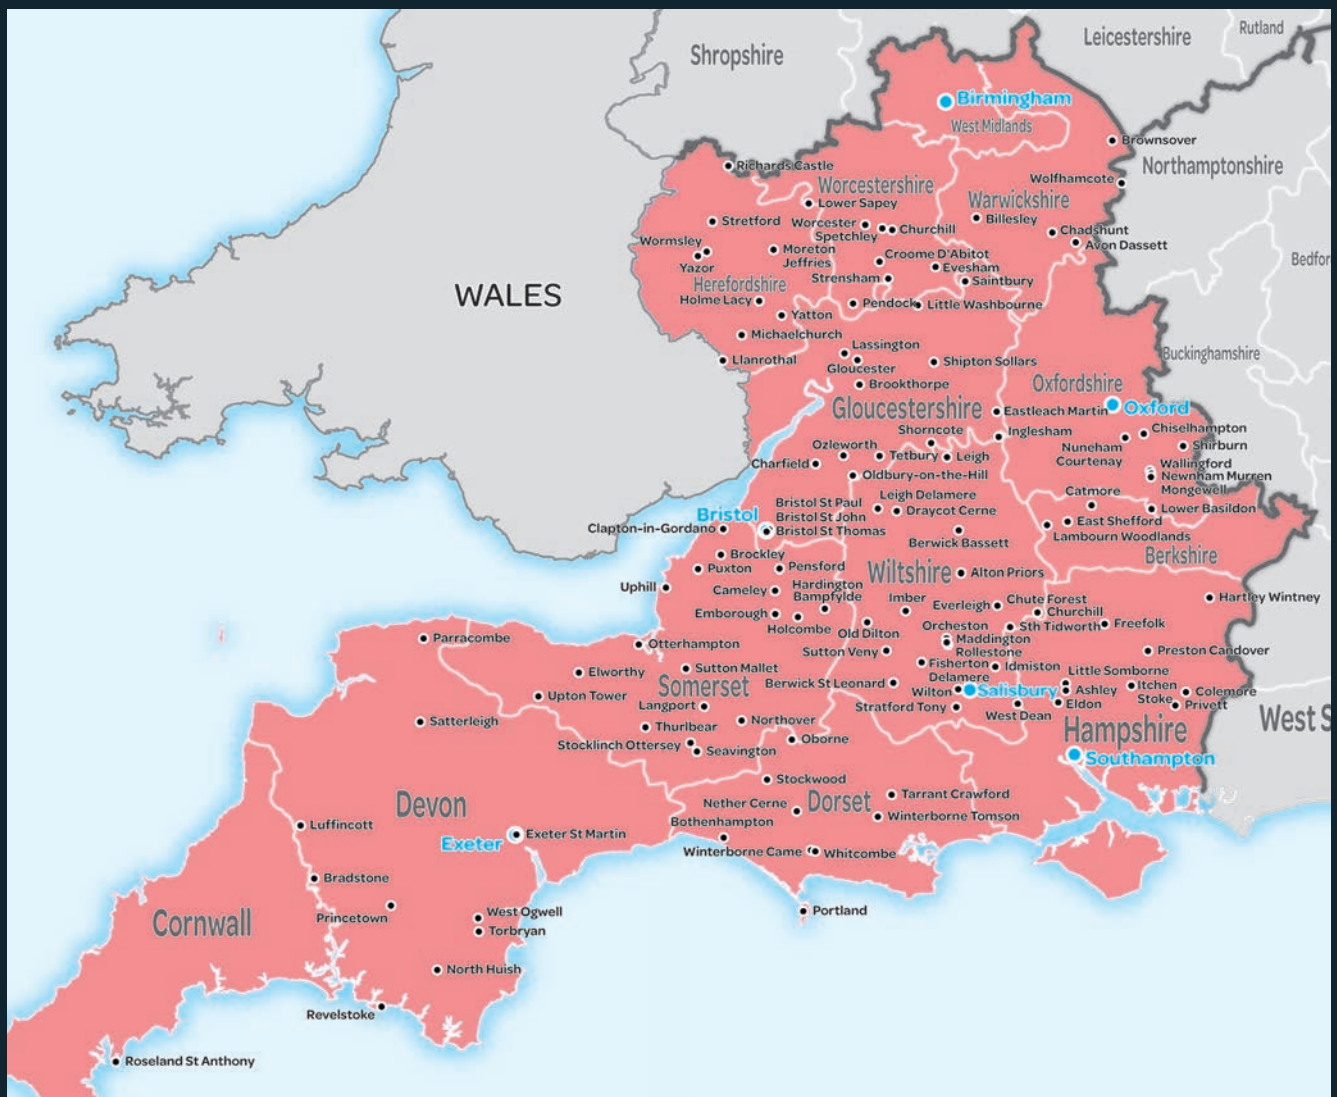 Shropshire
Leicestershire
Rutland
Birmingham
West Midlands
Brownsover
Northamptonshire
Richards Castle
Wolfhamcote
Worcestershire
Warwickshire
Lower Sapey
Stretford
Worcester
Spetchley
Churchill
Billesley
Chadshunt
Avon Dassett
Wormsley
Yazor
Moreton
Jeffries
Croome D'Abitot
Evesham
Bedfor
Herefordshire
Strensham
Saintbury
WALES
Holme Lacy
Pendock
Little Washbourne
Yatton
Michaelchurch
Lassington
Buckinghamshire
Llanrothal
Gloucester
Shipton Sollars
Brookthorpe
Oxfordshire
Gloucestershire
Eastleach Martin
Oxford
Shorncote
Inglesham
Chiselhampton
Ozleworth
Tetbury
Leigh
Nuneham
Courtenay
Shirburn
Charfield
Oldbury-on-the-Hill
Wallingford
Newnham Murren
Mongewell
Leigh Delamere
Catmore
Bristol
Bristol St Paul
Bristol St John
Bristol St Thomas
Draycot Cerne
Lower Basildon
Clapton-in-Gordano
East Shefford
Lambourn Woodlands
Berwick Bassett
Brockley
Berkshire
Puxton
Pensford
Wiltshire
Alton Priors
Uphill
Cameley
Hardington
Bampfylde
Imber
Everleigh
Chute Forest
Churchill
Hartley Wintney
Emborough
Holcombe
Old Dilton
Orcheston
Sth Tidworth
Freefolk
Parracombe
Otterhampton
Maddington
Rollestone
Sutton Veny
Preston Candover
Elworthy
Sutton Mallet
Fisherton
Delamere
Idmiston
Little Somborne
Somerset
Berwick St Leonard
Wilton
Salisbury
Ashley
Itchen
Stoke
Colemore
Upton Tower
Langport
Stratford Tony
West Dean
Eldon
Privett
Satterleigh
Thurlbear
Northover
Hampshire
West S
Stocklinch Ottersey
Seavington
Oborne
Southampton
Stockwood
Devon
Nether Cerne
Dorset
Tarrant Crawford
Luffincott
Exeter
Exeter St Martin
Bothenhampton
Winterborne Tomson
Winterborne Came
Whitcombe
Bradstone
Cornwall
Princetown
West Ogwell
Torbryan
Portland
North Huish
Revelstoke
Roseland St Anthony